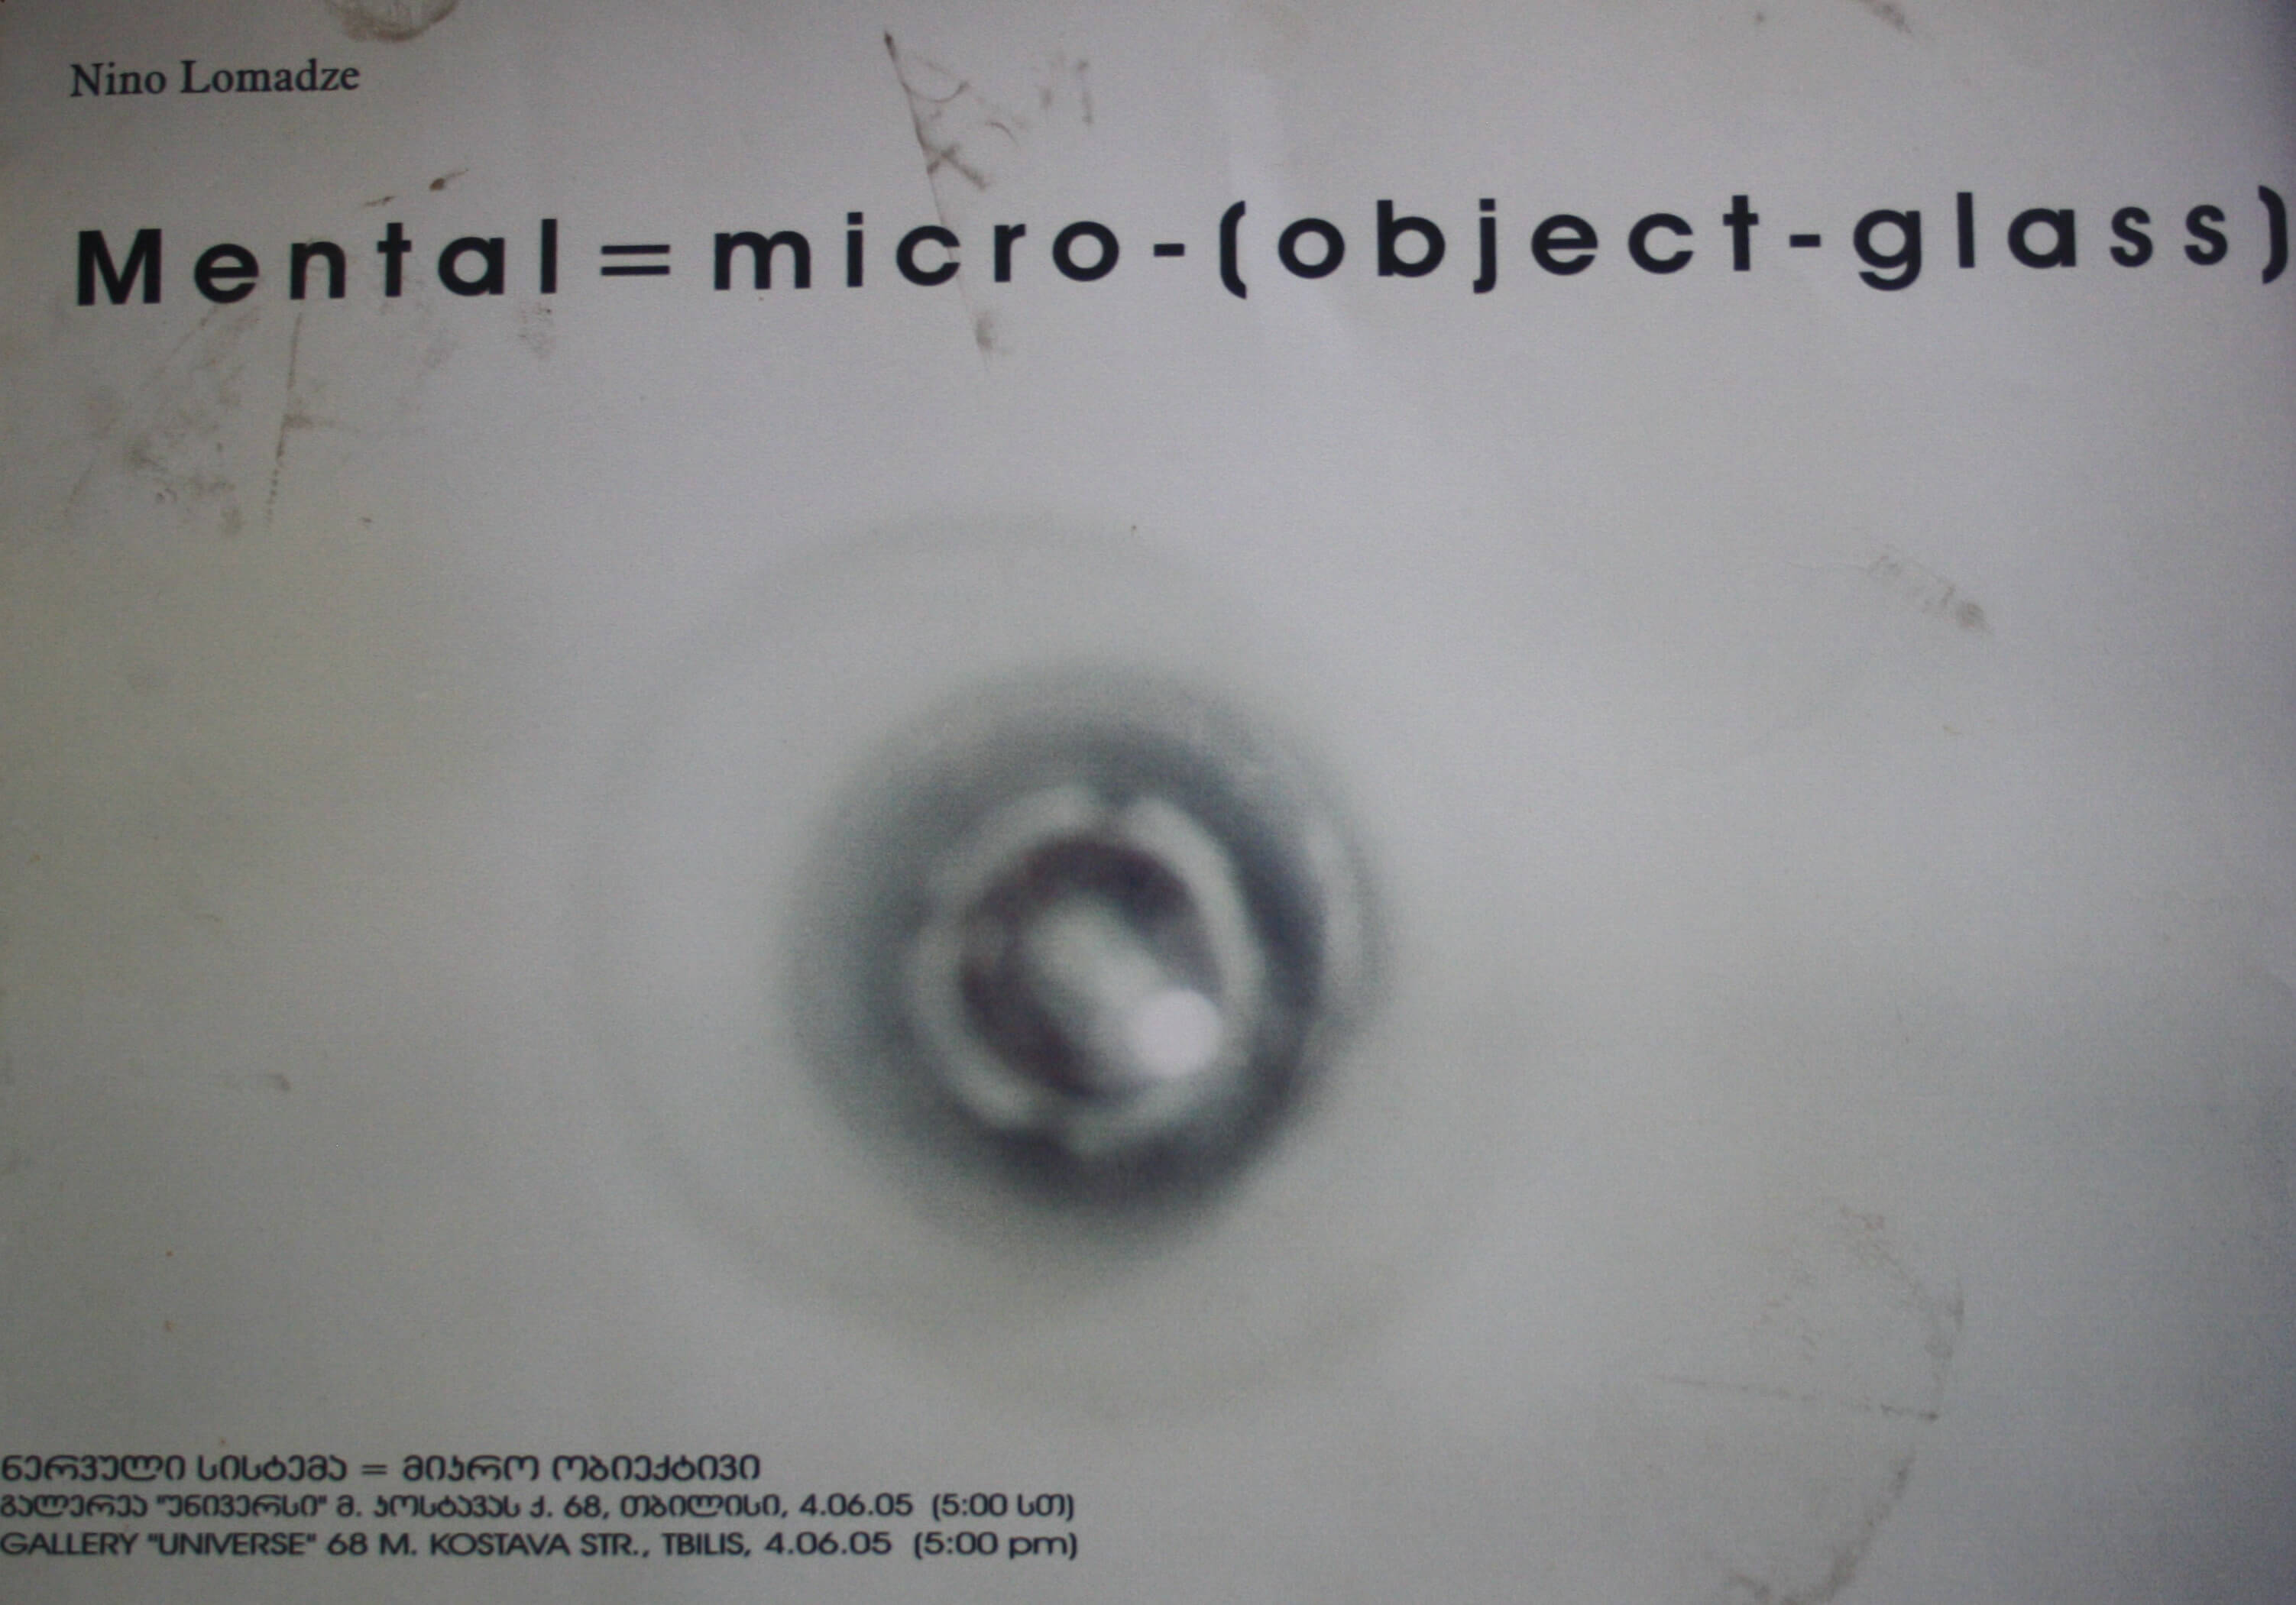 Nino Lomadze
Mental=micro-(object-glass)
ნერვული სისტემა = მიკრო ობიექტივი
გალერეა "უნივერსი" მ. კოსტავას ქ. 68, თბილისი, 4.06.05 (5:00 სთ)
GALLERY "UNIVERSE" 68 M. KOSTAVA STR., TBILIS, 4.06.05 (5:00 pm)